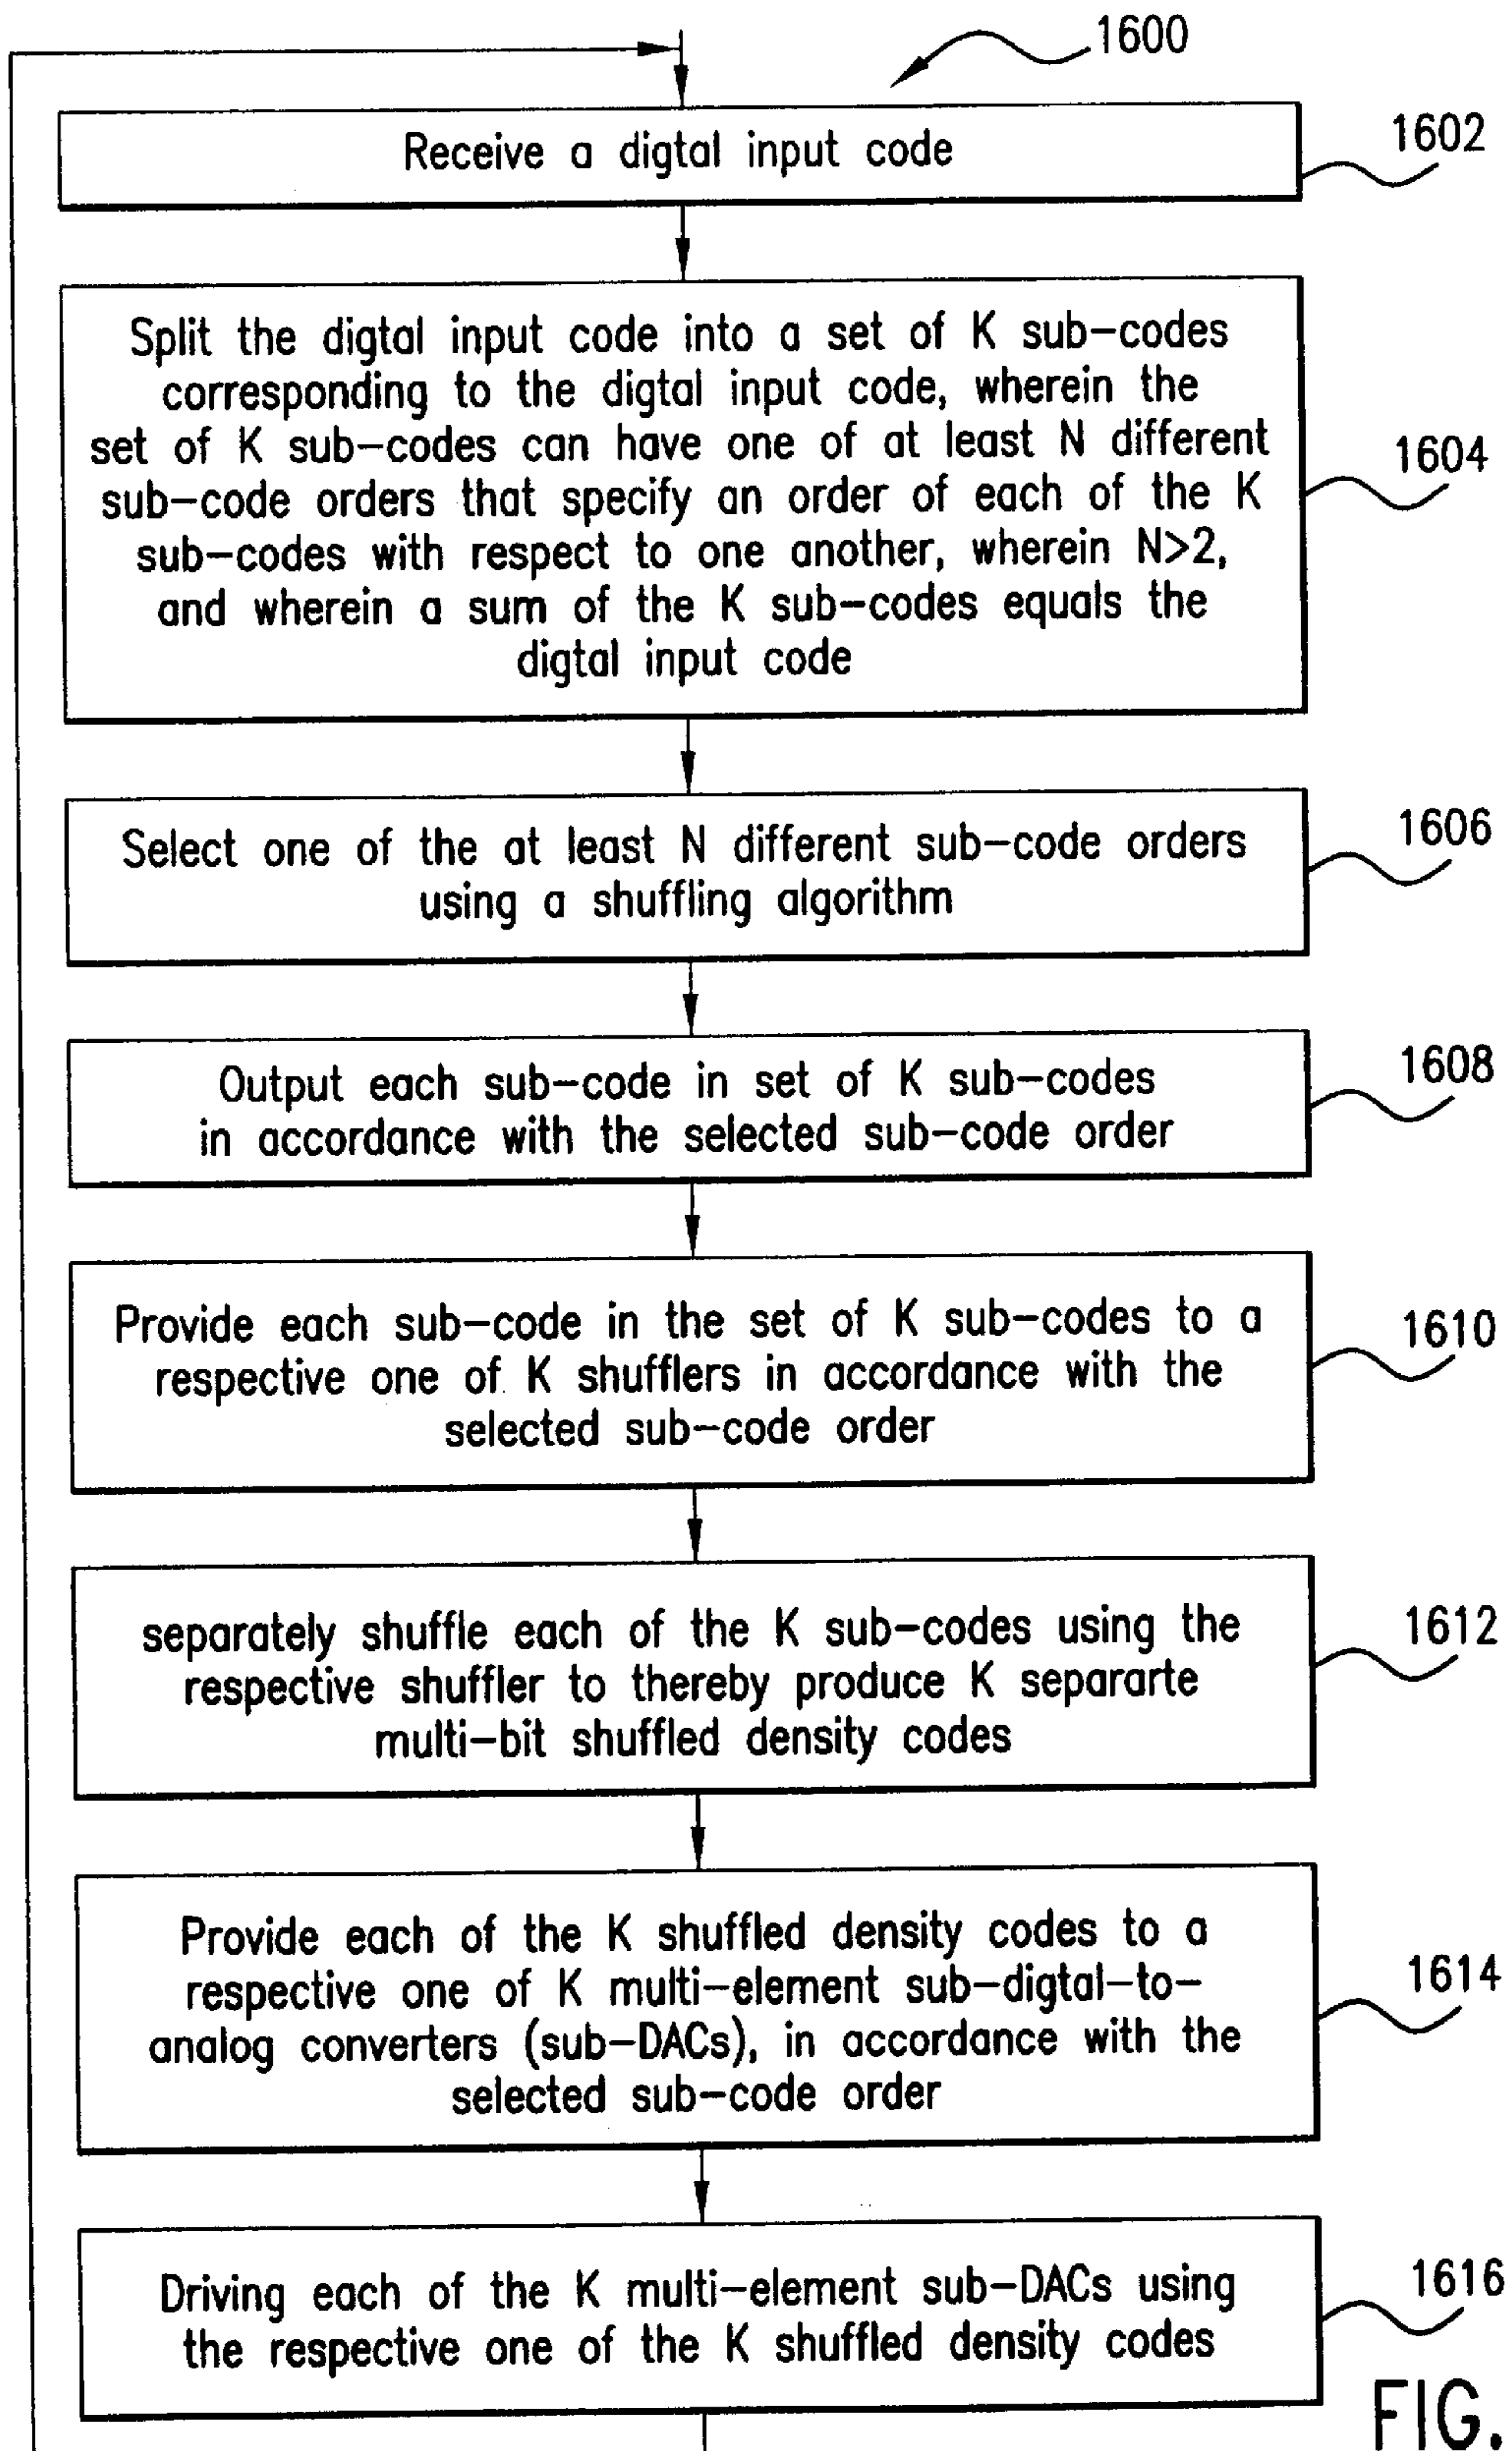 1600
Receive a digtal input code
1602
Split the digtal input code into a set of K sub-codes
corresponding to the digtal input code, wherein the
set of K sub-codes can have one of at least N different
sub-code orders that specify an order of each of the K
sub-codes with respect to one another, wherein N>2,
and wherein a sum of the K sub-codes equals the
digtal input code
1604
Select one of the at least N different sub-code orders
using a shuffling algorithm
1606
Output each sub-code in set of K sub-codes
in accordance with the selected sub-code order
1608
Provide each sub-code in the set of K sub-codes to a
respective one of K shufflers in accordance with the
selected sub-code order
1610
separately shuffle each of the K sub-codes using the
respective shuffler to thereby produce K separarte
multi-bit shuffled density codes
1612
Provide each of the K shuffled density codes to a
respective one of K multi-element sub-digtal-to-
analog converters (sub-DACs), in accordance with the
selected sub-code order
1614
Driving each of the K multi-element sub-DACs using
the respective one of the K shuffled density codes
1616
FIG.